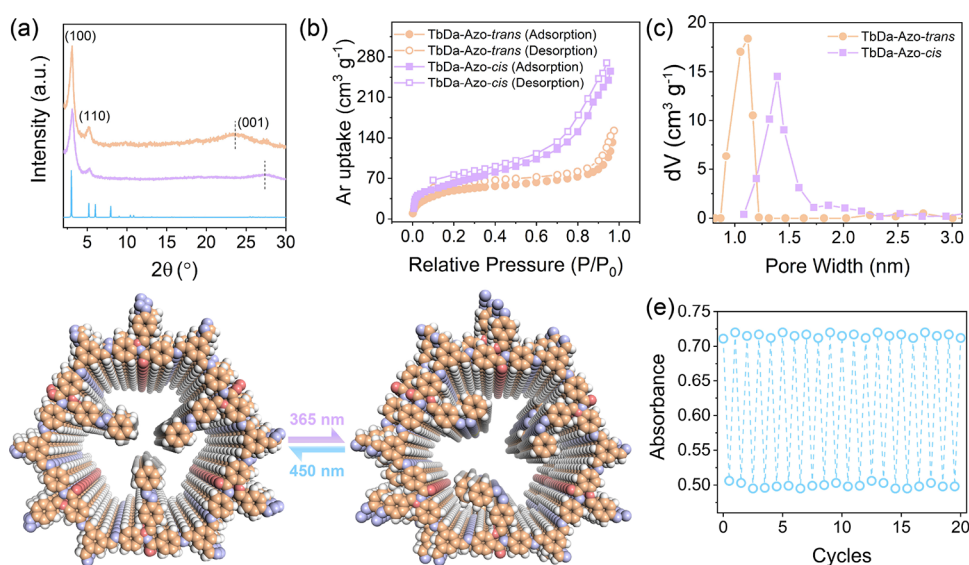 (a)
Intensity (a.u.)
(100)
(110)
(001)
5 10 15 20 25 30
2θ (°)
(b)
Ar uptake (cm³ g⁻¹)
280
210
140
70
0
TbDa-Azo-trans (Adsorption)
TbDa-Azo-trans (Desorption)
TbDa-Azo-cis (Adsorption)
TbDa-Azo-cis (Desorption)
0.0 0.2 0.4 0.6 0.8 1.0
Relative Pressure (P/P₀)
(c)
dV (cm³ g⁻¹)
20
15
10
5
0
TbDa-Azo-trans
TbDa-Azo-cis
1.0 1.5 2.0 2.5 3.0
Pore Width (nm)
365 nm
450 nm
(e)
Absorbance
0.70
0.65
0.60
0.55
0.50
0 5 10 15 20
Cycles